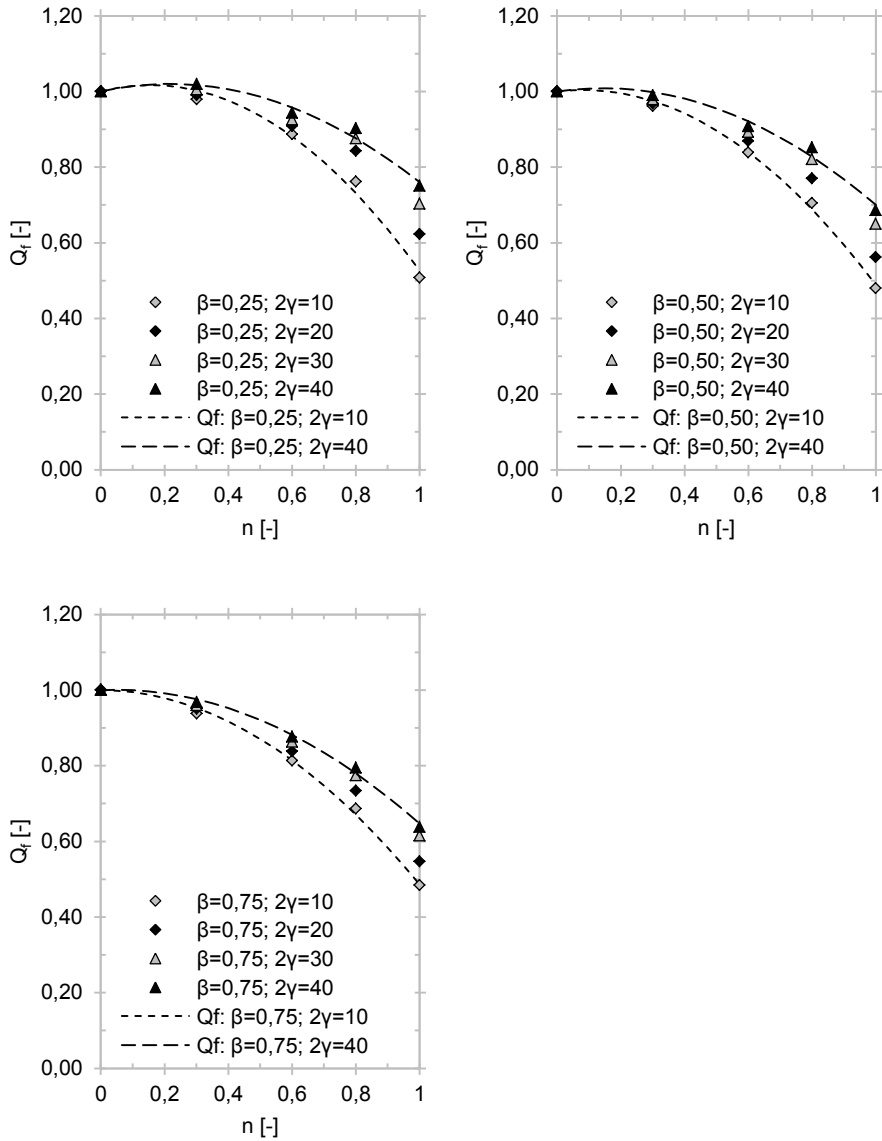 1,20
1,00
0,80
0,60
0,40
0,20
0,00
Q_f [-]
β=0,25; 2γ=10
β=0,25; 2γ=20
β=0,25; 2γ=30
β=0,25; 2γ=40
Qf: β=0,25; 2γ=10
Qf: β=0,25; 2γ=40
0 0,2 0,4 0,6 0,8 1
n [-]
1,20
1,00
0,80
0,60
0,40
0,20
0,00
Q_f [-]
β=0,50; 2γ=10
β=0,50; 2γ=20
β=0,50; 2γ=30
β=0,50; 2γ=40
Qf: β=0,50; 2γ=10
Qf: β=0,50; 2γ=40
0 0,2 0,4 0,6 0,8 1
n [-]
1,20
1,00
0,80
0,60
0,40
0,20
0,00
Q_f [-]
β=0,75; 2γ=10
β=0,75; 2γ=20
β=0,75; 2γ=30
β=0,75; 2γ=40
Qf: β=0,75; 2γ=10
Qf: β=0,75; 2γ=40
0 0,2 0,4 0,6 0,8 1
n [-]